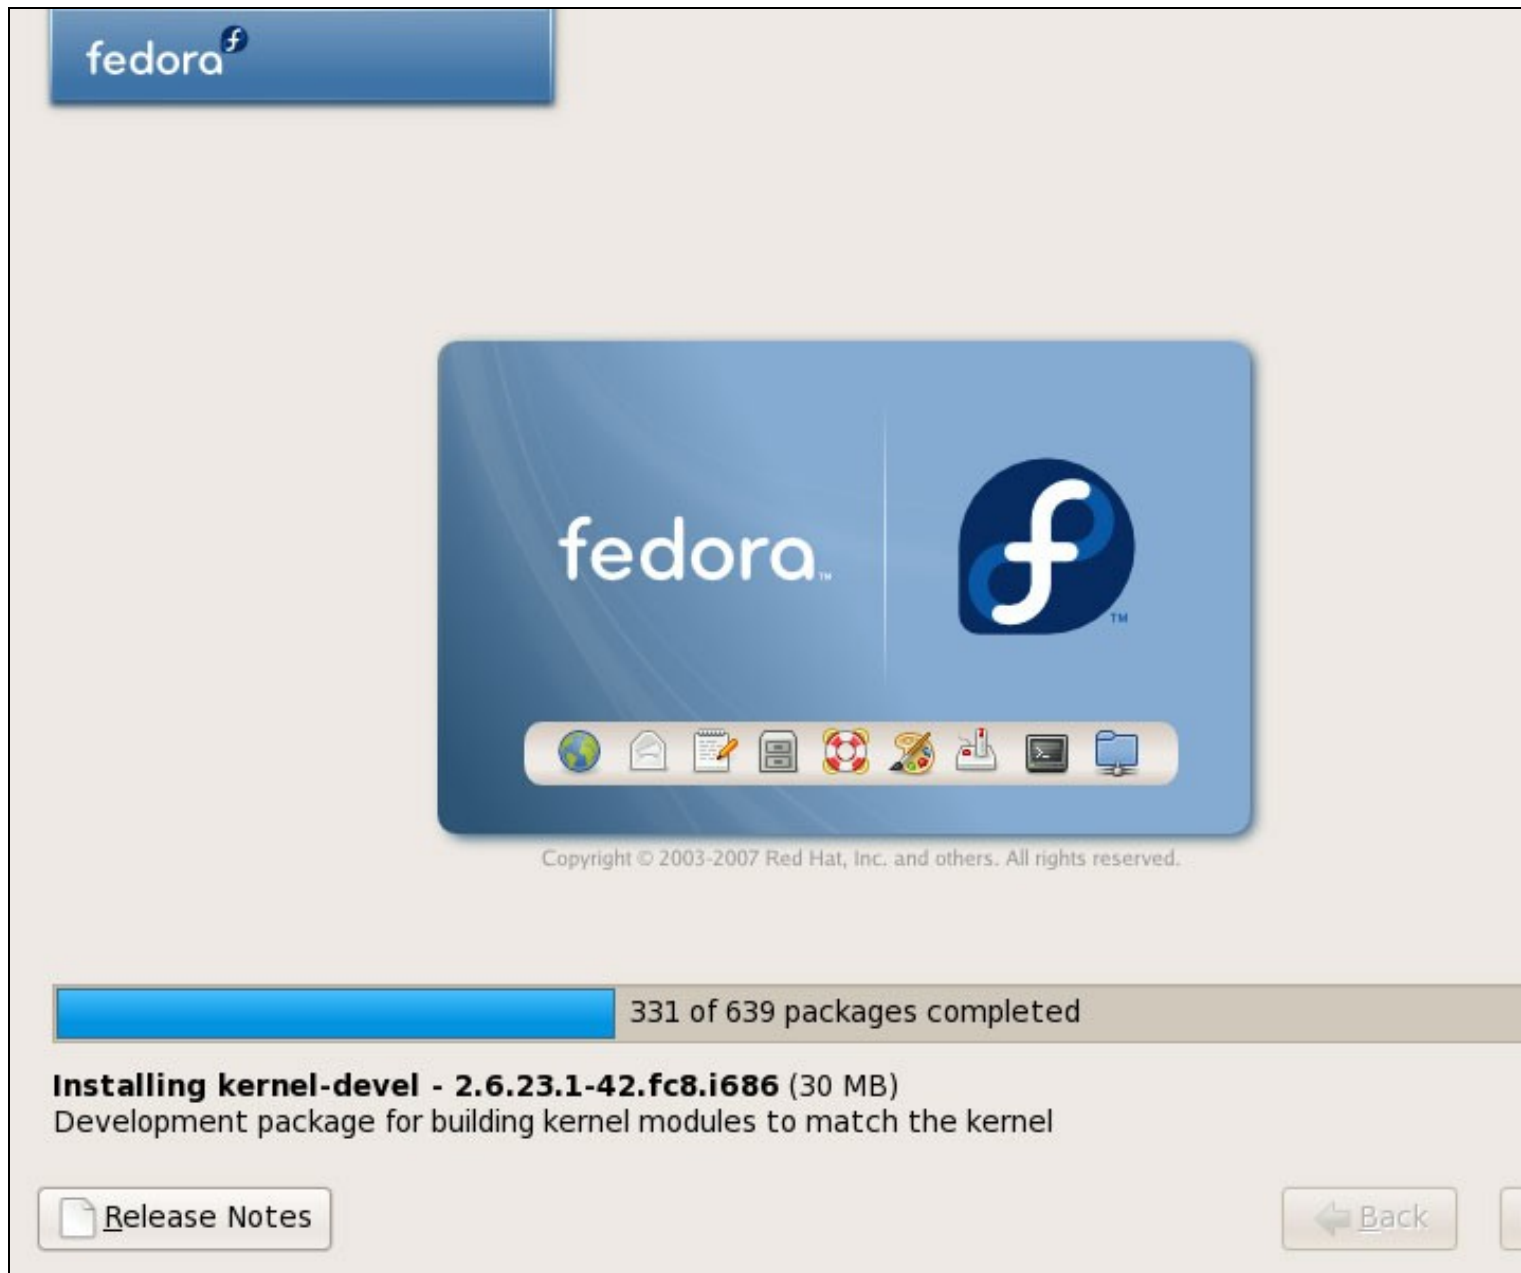 fedora
fedora™
™
Copyright © 2003-2007 Red Hat, Inc. and others. All rights reserved.
331 of 639 packages completed
Installing kernel-devel - 2.6.23.1-42.fc8.i686 (30 MB)
Development package for building kernel modules to match the kernel
Release Notes
Back